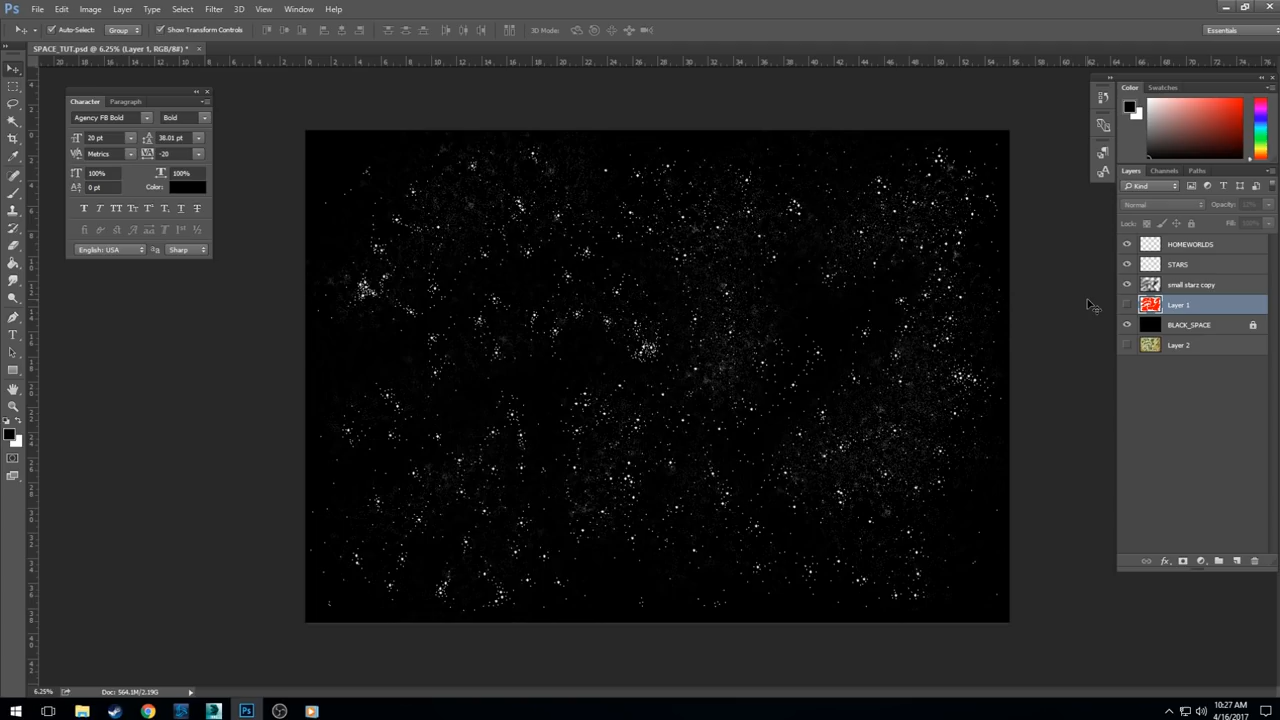 Ps File Edit Image Layer Type Select Filter 3D View Window Help
Auto-Select: Group Show Transform Controls 3D Mode: Essentials
SPACE_TUT.psd @ 6.25% (Layer 1, RGB/8#) *
Character Paragraph
Agency FB Bold Bold
20 pt 38.01 pt
Metrics -20
100% 100%
0 pt Color:
English: USA Sharp
Color Swatches
Layers Channels Paths
Kind
Normal Opacity:
Lock: Fill:
HOMEWORLDS
STARS
small starz copy
Layer 1
BLACK_SPACE
Layer 2
6.25% Doc: 564.1M/2.19G
10:27 AM
4/16/2017